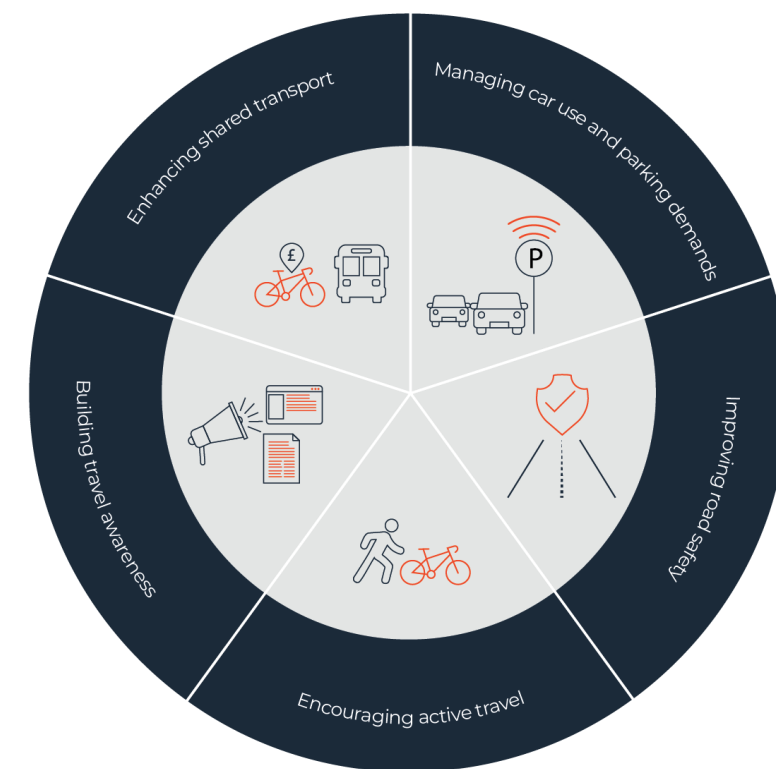 Enhancing shared transport
Managing car use and parking demands
£
P
Building travel awareness
Improving road safety
Encouraging active travel